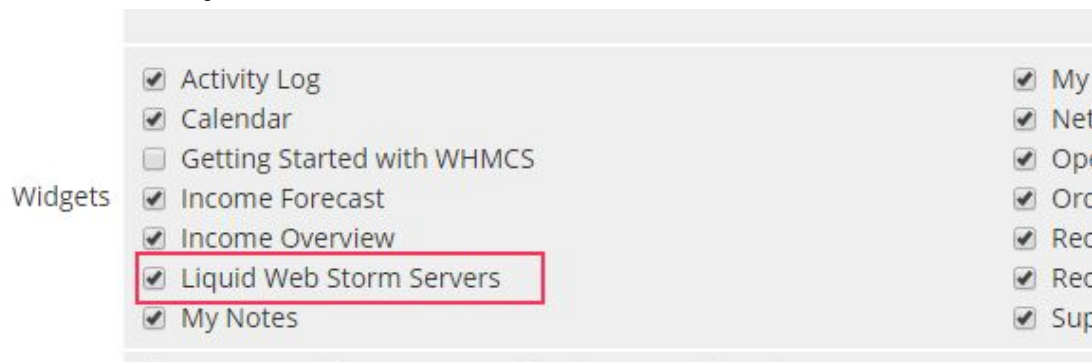 Activity Log
Calendar
Getting Started with WHMCS
Widgets
Income Forecast
Income Overview
Liquid Web Storm Servers
My Notes
My